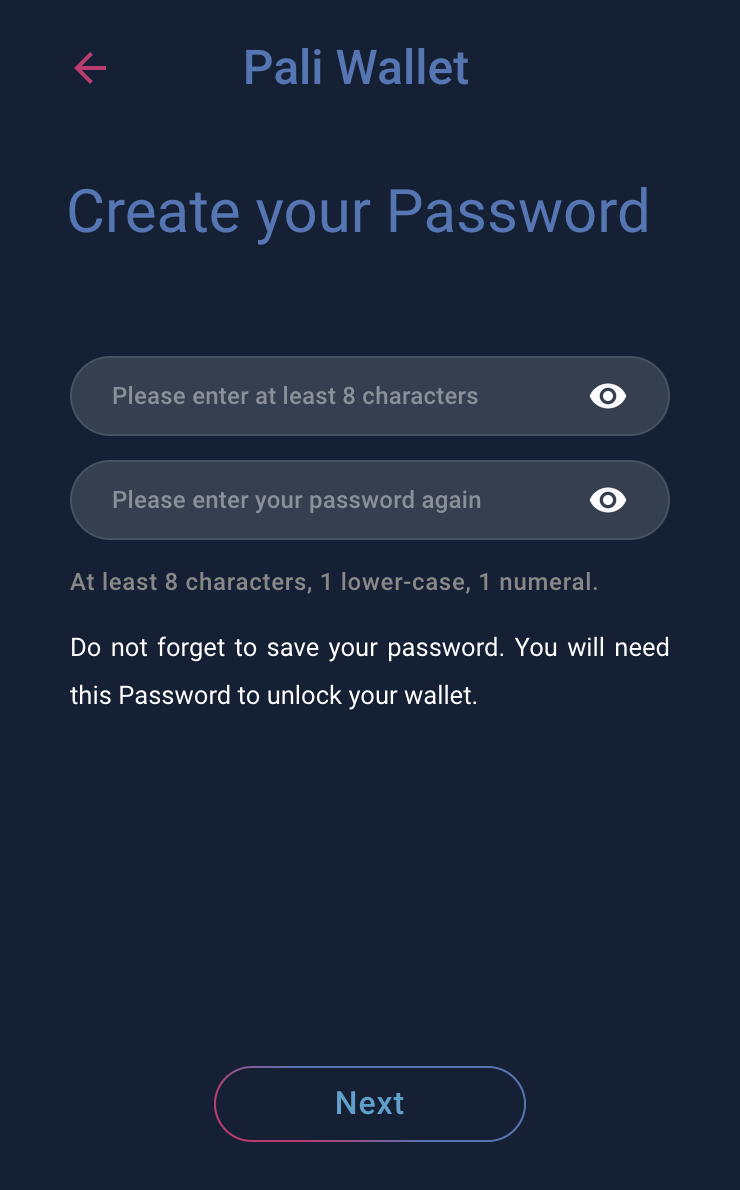 Pali Wallet
Create your Password
Please enter at least 8 characters
Please enter your password again
At least 8 characters, 1 lower-case, 1 numeral.
Do not forget to save your password. You will need
this Password to unlock your wallet.
Next